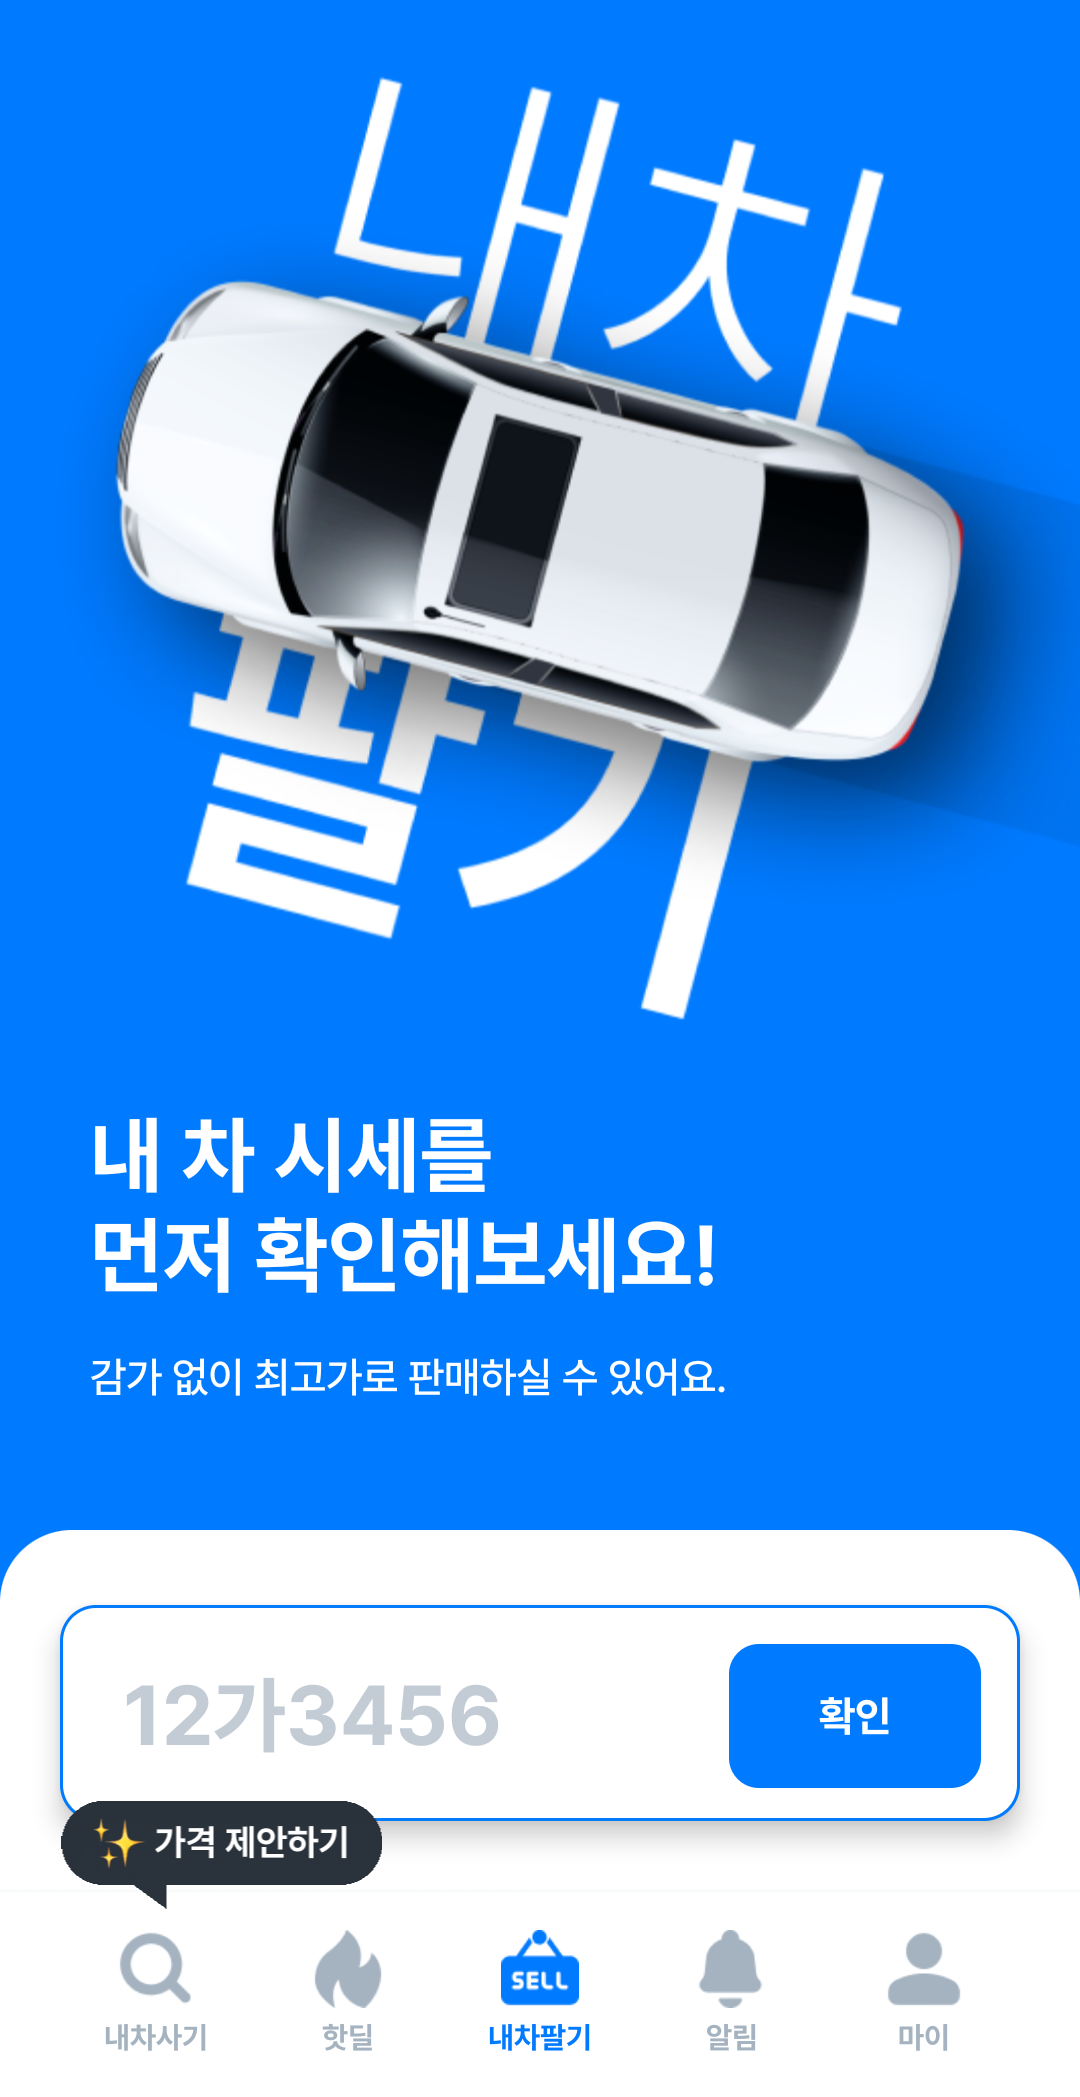 내차
팔기
내 차 시세를
먼저 확인해보세요!
감가 없이 최고가로 판매하실 수 있어요.
12가3456
확인
✨ 가격 제안하기
SELL
내차사기
핫딜
내차팔기
알림
마이